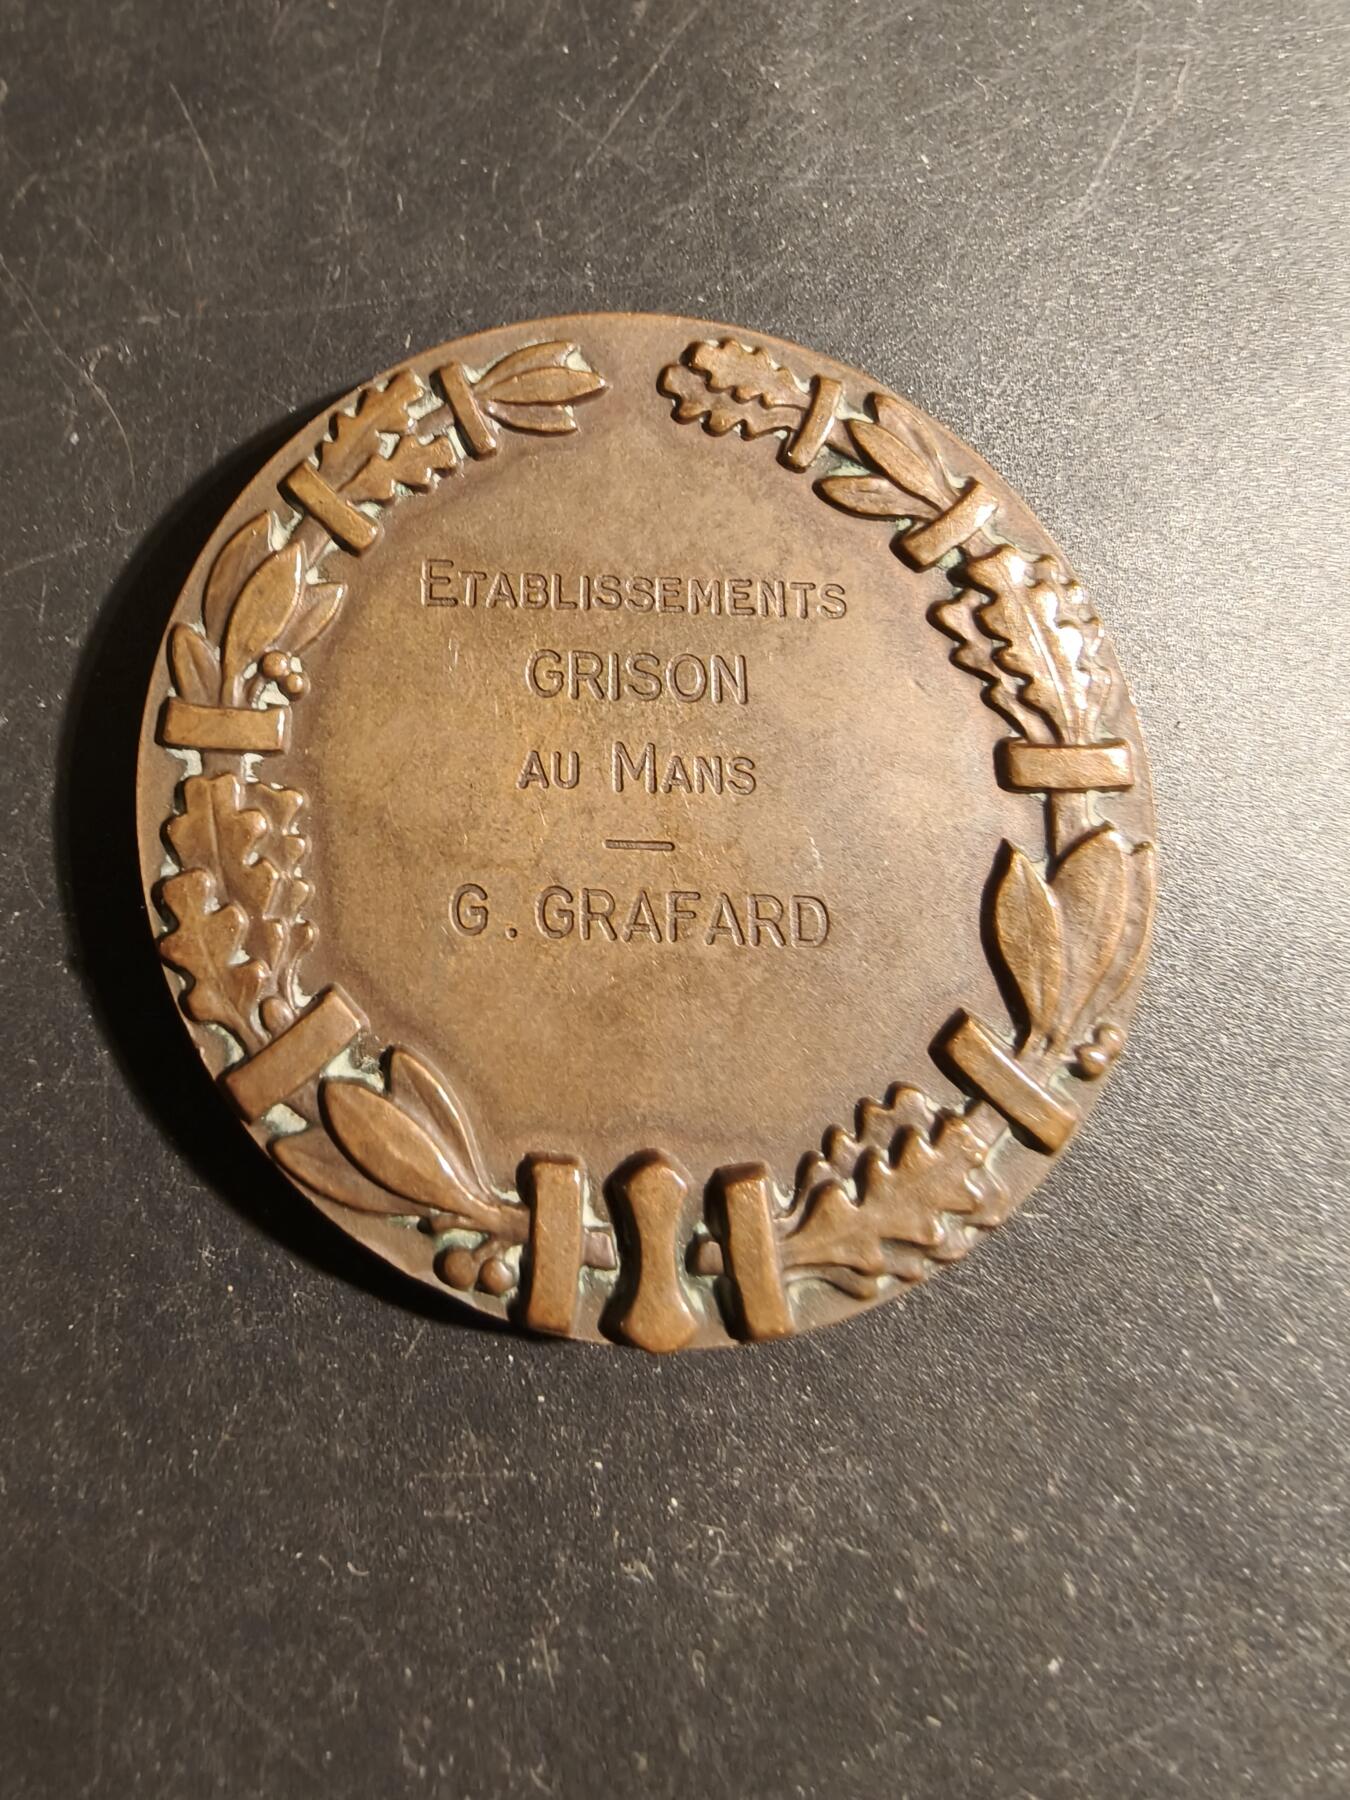 ETABLISSEMENTS
GRISON
AU MANS
—
G. GRAFARD